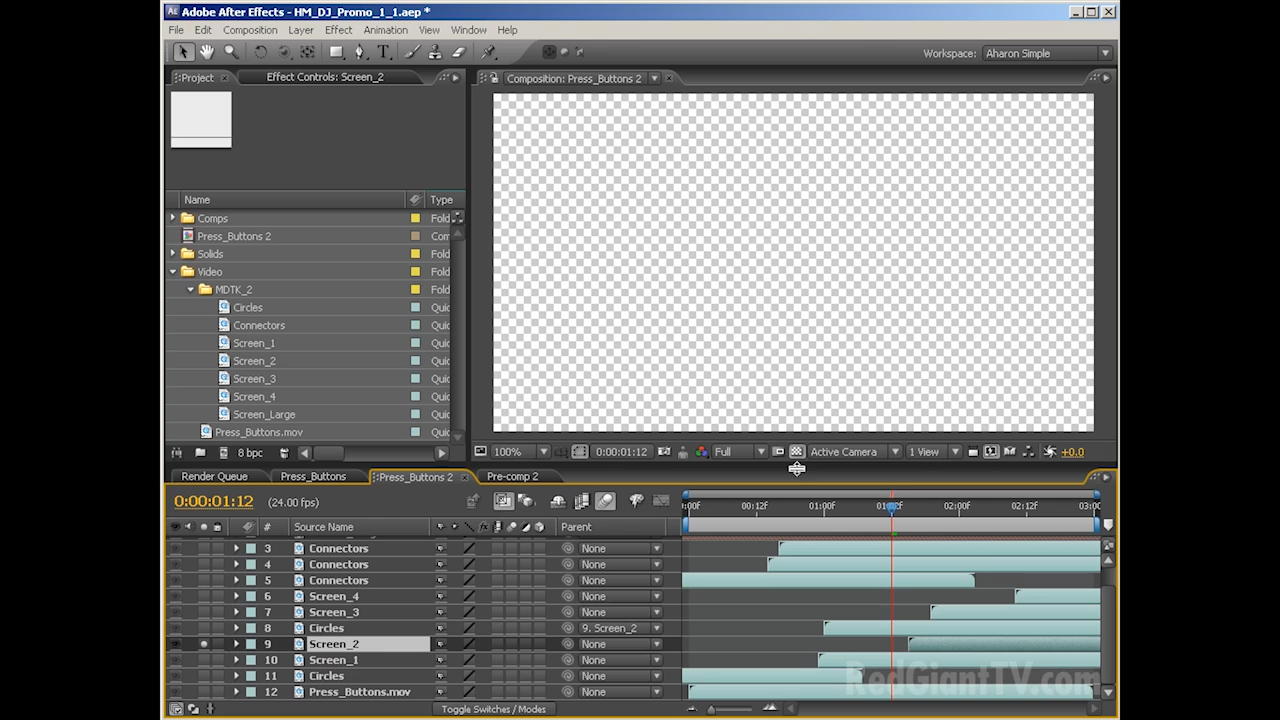 Adobe After Effects - HM_DJ_Promo_1_1.aep *
File Edit Composition Layer Effect Animation View Window Help
Workspace: Aharon Simple
Project Effect Controls: Screen_2
Composition: Press_Buttons 2
Name Type
Comps Fold
Press_Buttons 2 Com
Solids Fold
Video Fold
MDTK_2 Fold
Circles Quic
Connectors Quic
Screen_1 Quic
Screen_2 Quic
Screen_3 Quic
Screen_4 Quic
Screen_Large Quic
Press_Buttons.mov Quic
8 bpc
100% 0:00:01:12 Full Active Camera 1 View +0.0
Render Queue Press_Buttons Press_Buttons 2 Pre-comp 2
0:00:01:12 (24.00 fps)
:00f 00:12f 01:00f 02:00f 02:12f 03:00
# Source Name Parent
3 Connectors None
4 Connectors None
5 Connectors None
6 Screen_4 None
7 Screen_3 None
8 Circles 9. Screen_2
9 Screen_2 None
10 Screen_1 None
11 Circles None
12 Press_Buttons.mov None
Toggle Switches / Modes
RedGiantTV.com